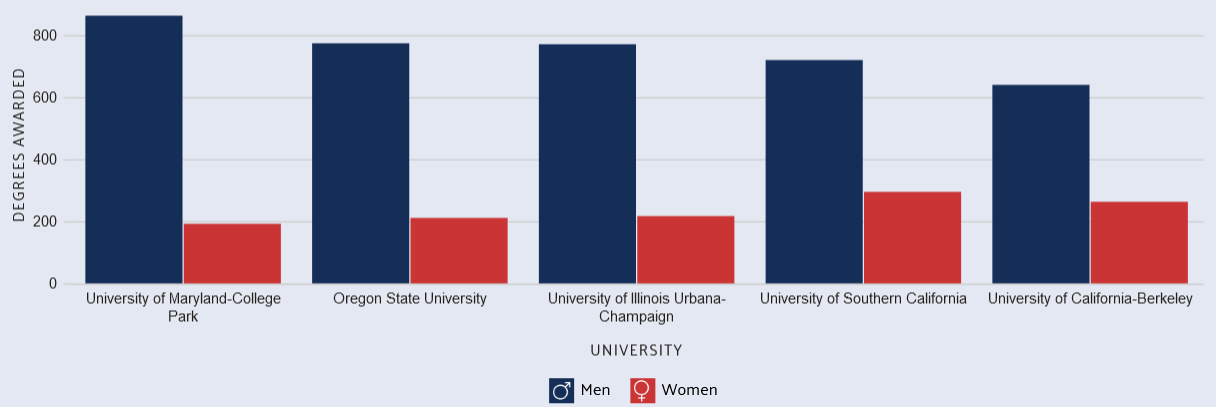 DEGREES AWARDED
800
600
400
200
0
University of Maryland-College
Park
Oregon State University
University of Illinois Urbana-
Champaign
University of Southern California
University of California-Berkeley
UNIVERSITY
Men
Women